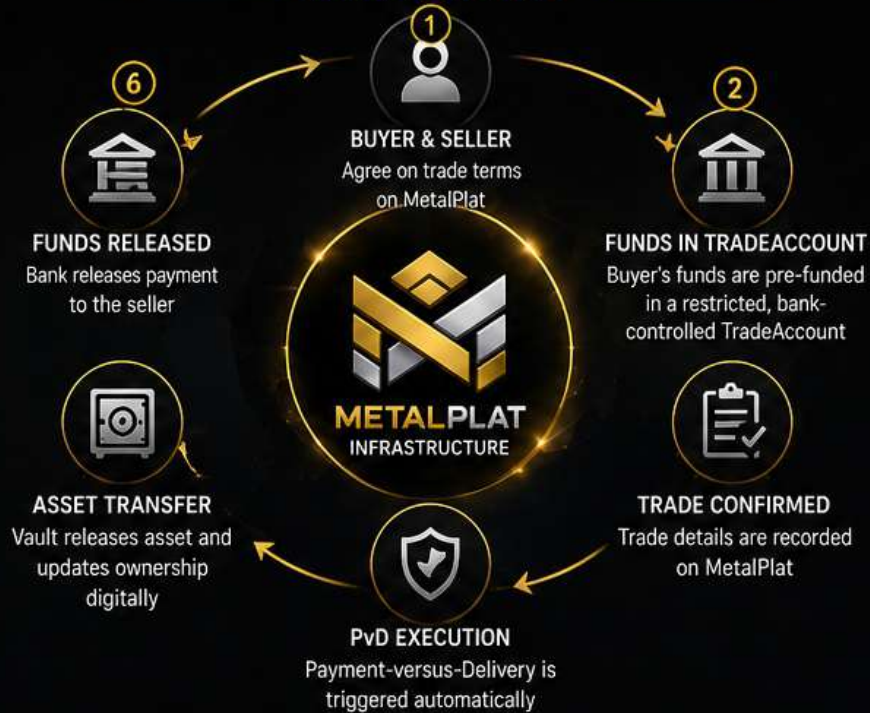 1
BUYER & SELLER
Agree on trade terms
on MetalPlat
2
FUNDS IN TRADEACCOUNT
Buyer's funds are pre-funded
in a restricted, bank-
controlled TradeAccount
TRADE CONFIRMED
Trade details are recorded
on MetalPlat
PvD EXECUTION
Payment-versus-Delivery is
triggered automatically
ASSET TRANSFER
Vault releases asset and
updates ownership
digitally
6
FUNDS RELEASED
Bank releases payment
to the seller
METALPLAT
INFRASTRUCTURE